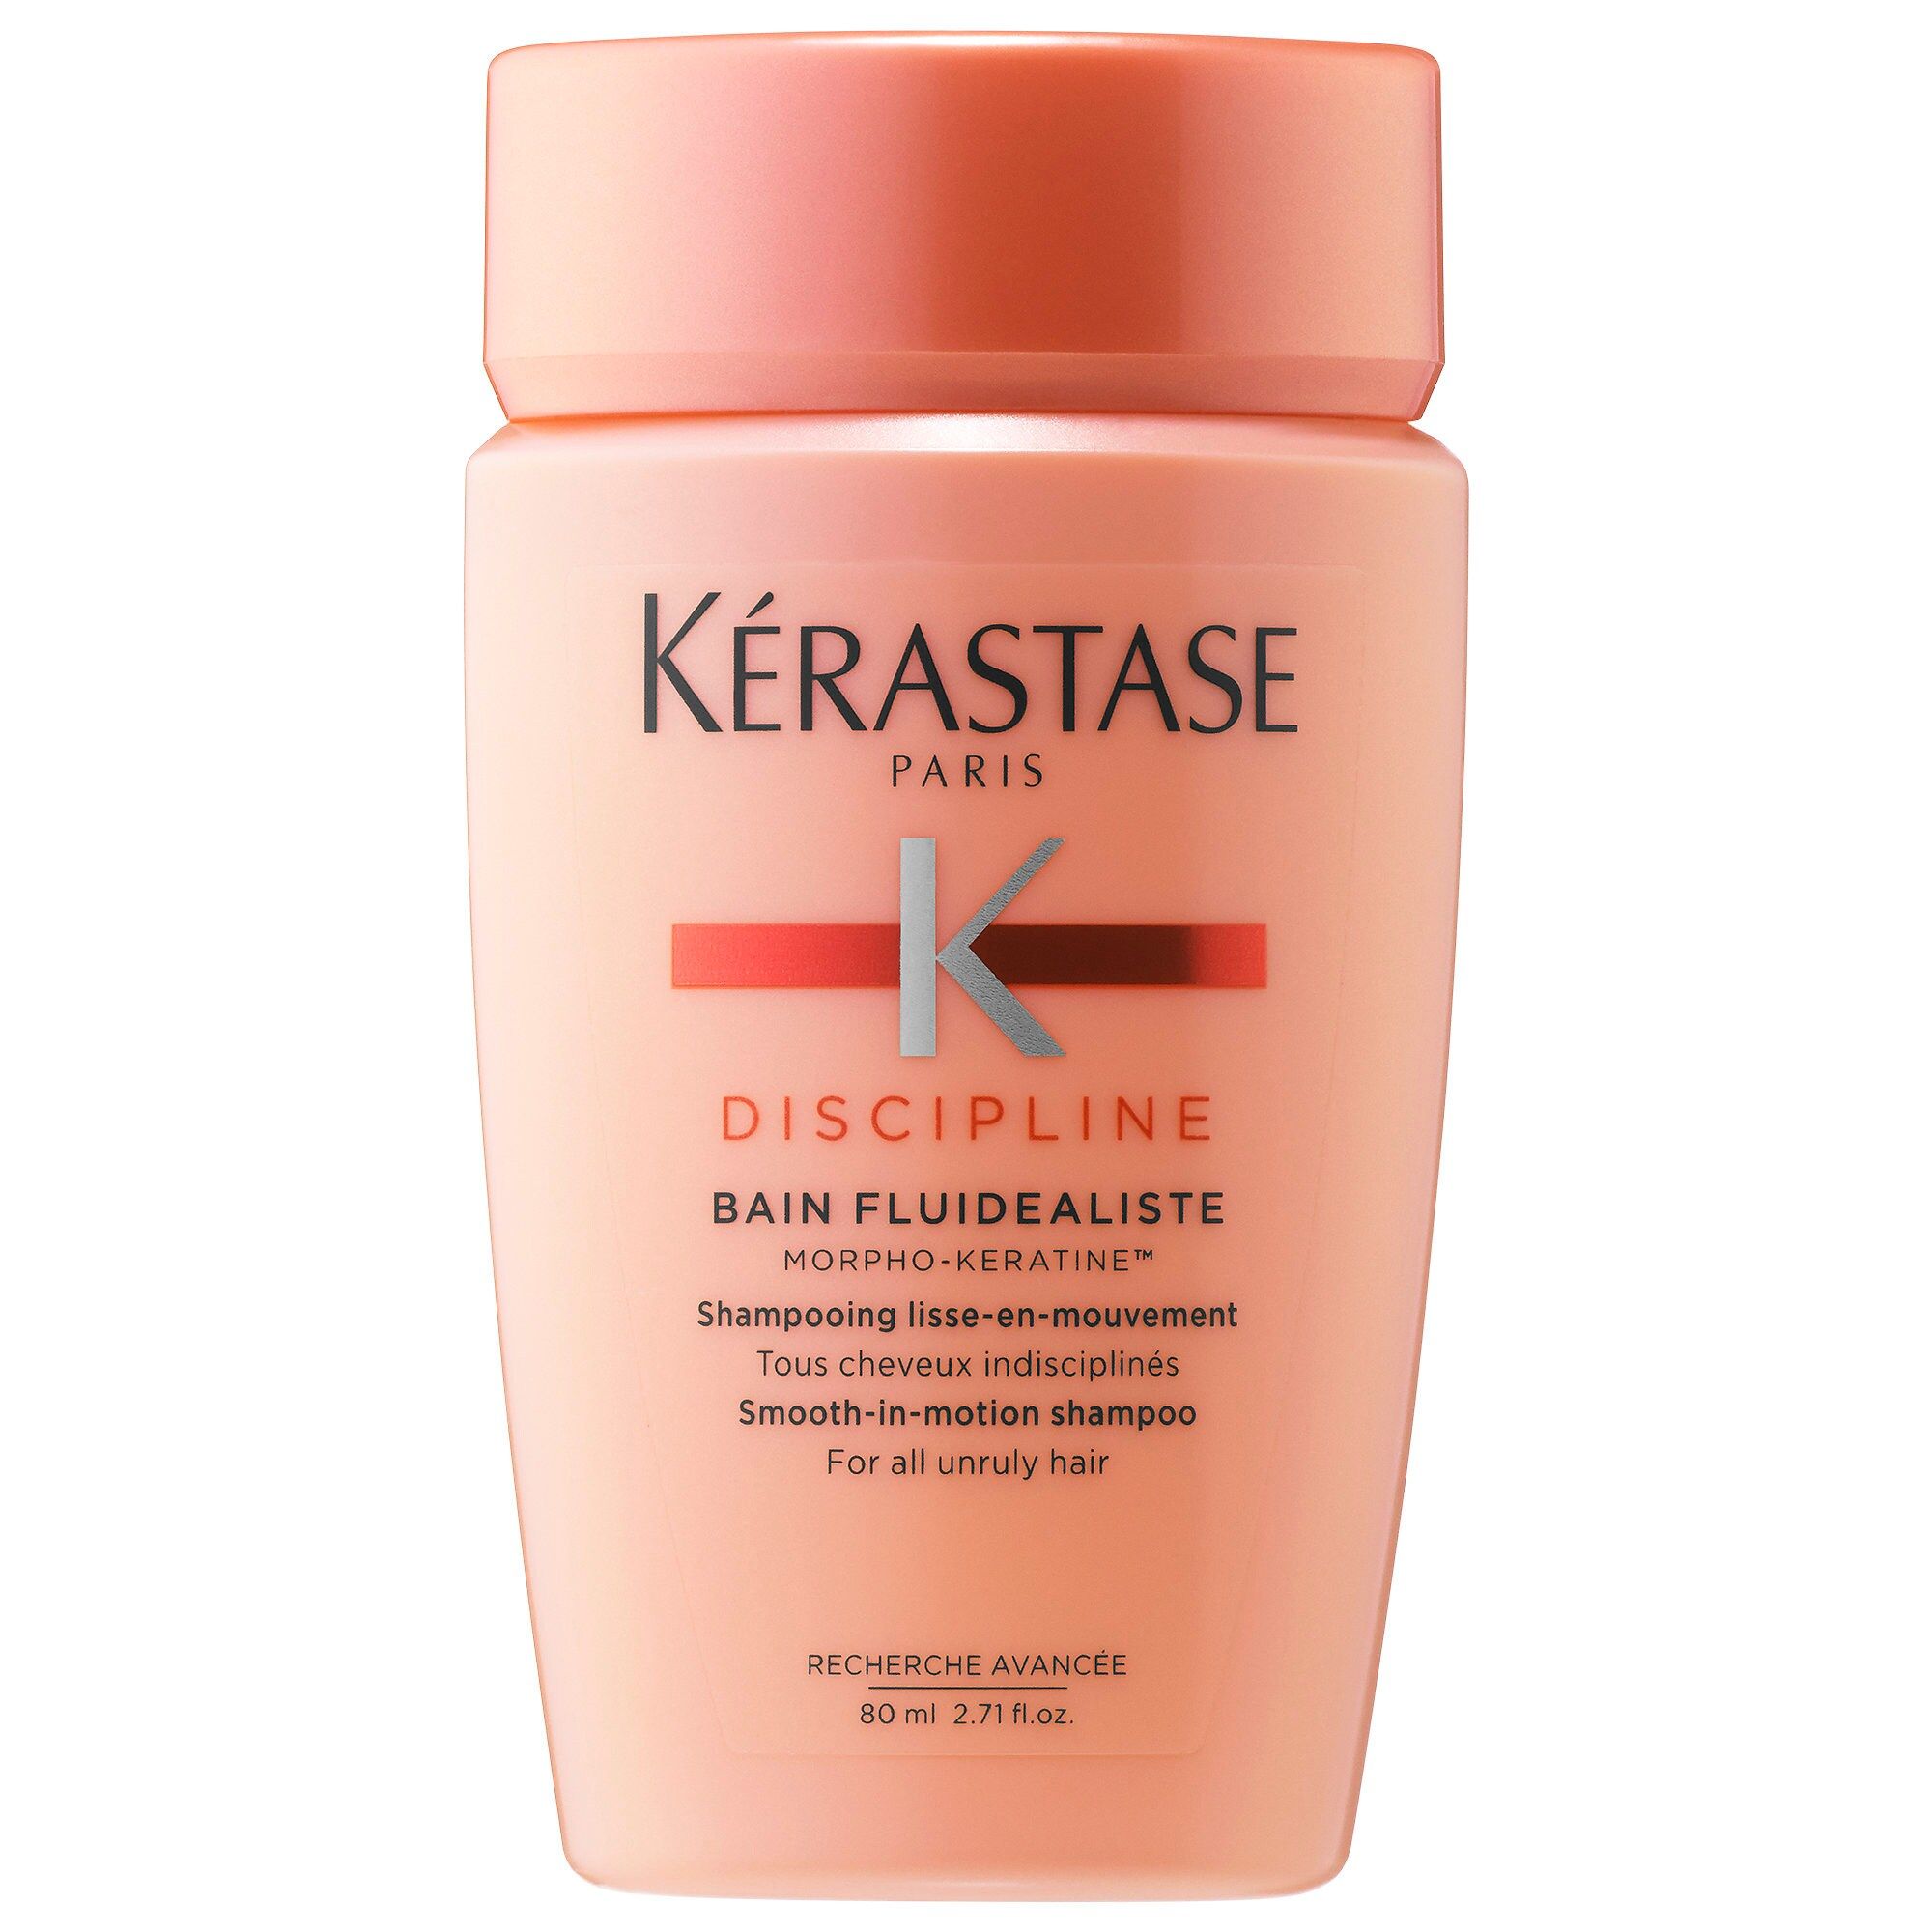 KÉRASTASE
PARIS
K
DISCIPLINE
BAIN FLUIDEALISTE
MORPHO-KERATINE™
Shampooing lisse-en-mouvement
Tous cheveux indisciplinés
Smooth-in-motion shampoo
For all unruly hair
RECHERCHE AVANCÉE
80 ml 2.71 fl.oz.